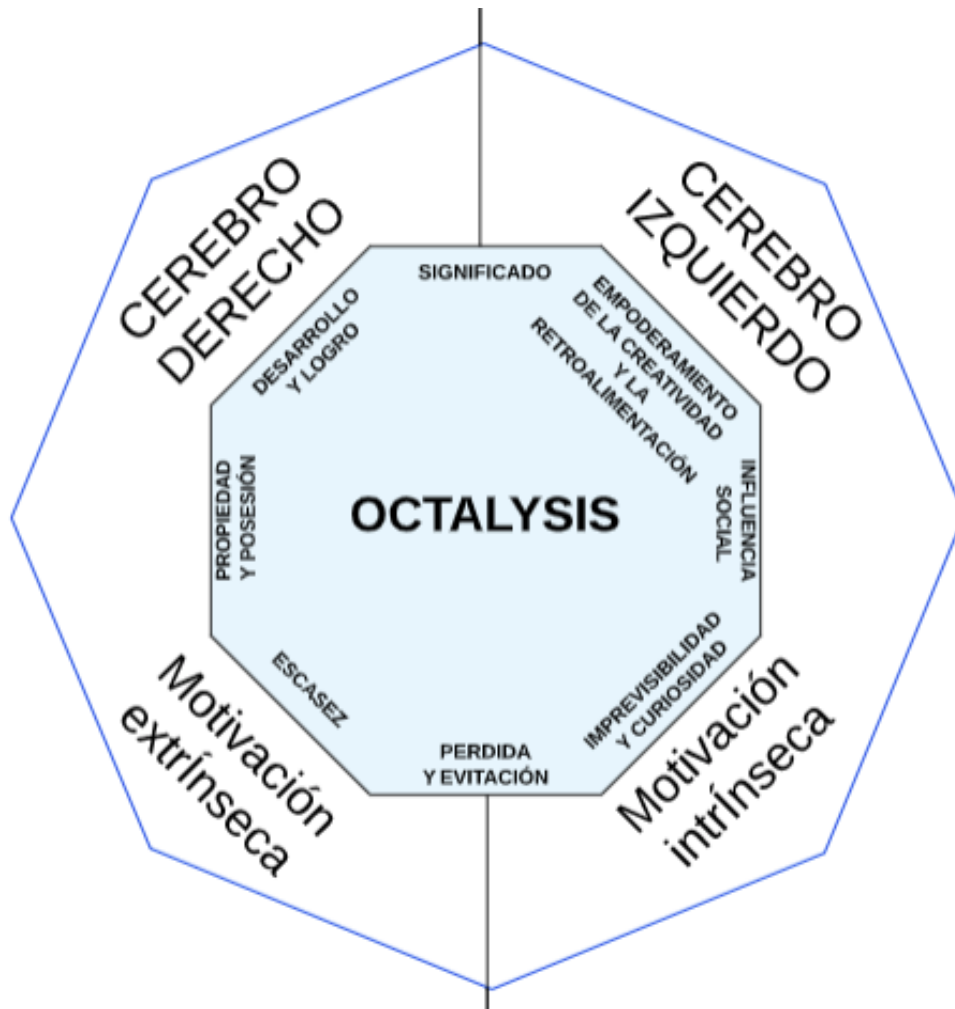 CEREBRO
DERECHO
CEREBRO
IZQUIERDO
SIGNIFICADO
DESARROLLO
Y LOGRO
EMPODERAMIENTO
DE LA CREATIVIDAD
Y LA
RETROALIMENTACIÓN
PROPIEDAD
Y POSESIÓN
OCTALYSIS
INFLUENCIA
SOCIAL
ESCASEZ
IMPREVISIBILIDAD
Y CURIOSIDAD
PERDIDA
Y EVITACIÓN
Motivación
extrÍnseca
Motivación
intrÍnseca